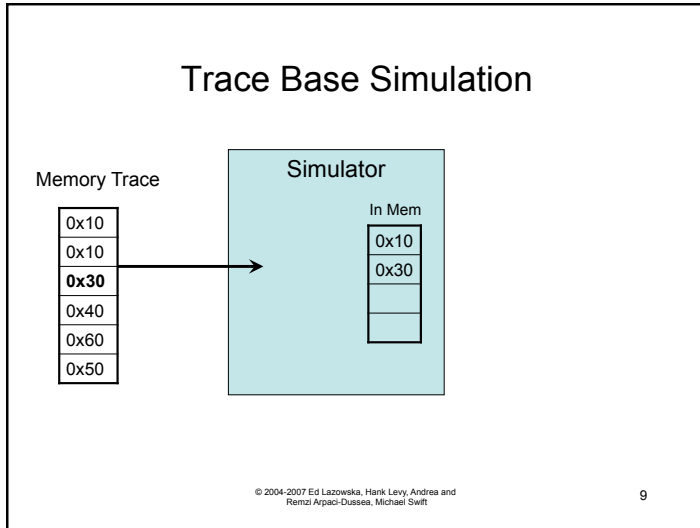 Trace Base Simulation
Memory Trace
0x10
0x10
0x30
0x40
0x60
0x50
Simulator
In Mem
0x10
0x30
© 2004-2007 Ed Lazowska, Hank Levy, Andrea and
Remzi Arpaci-Dussea, Michael Swift
9